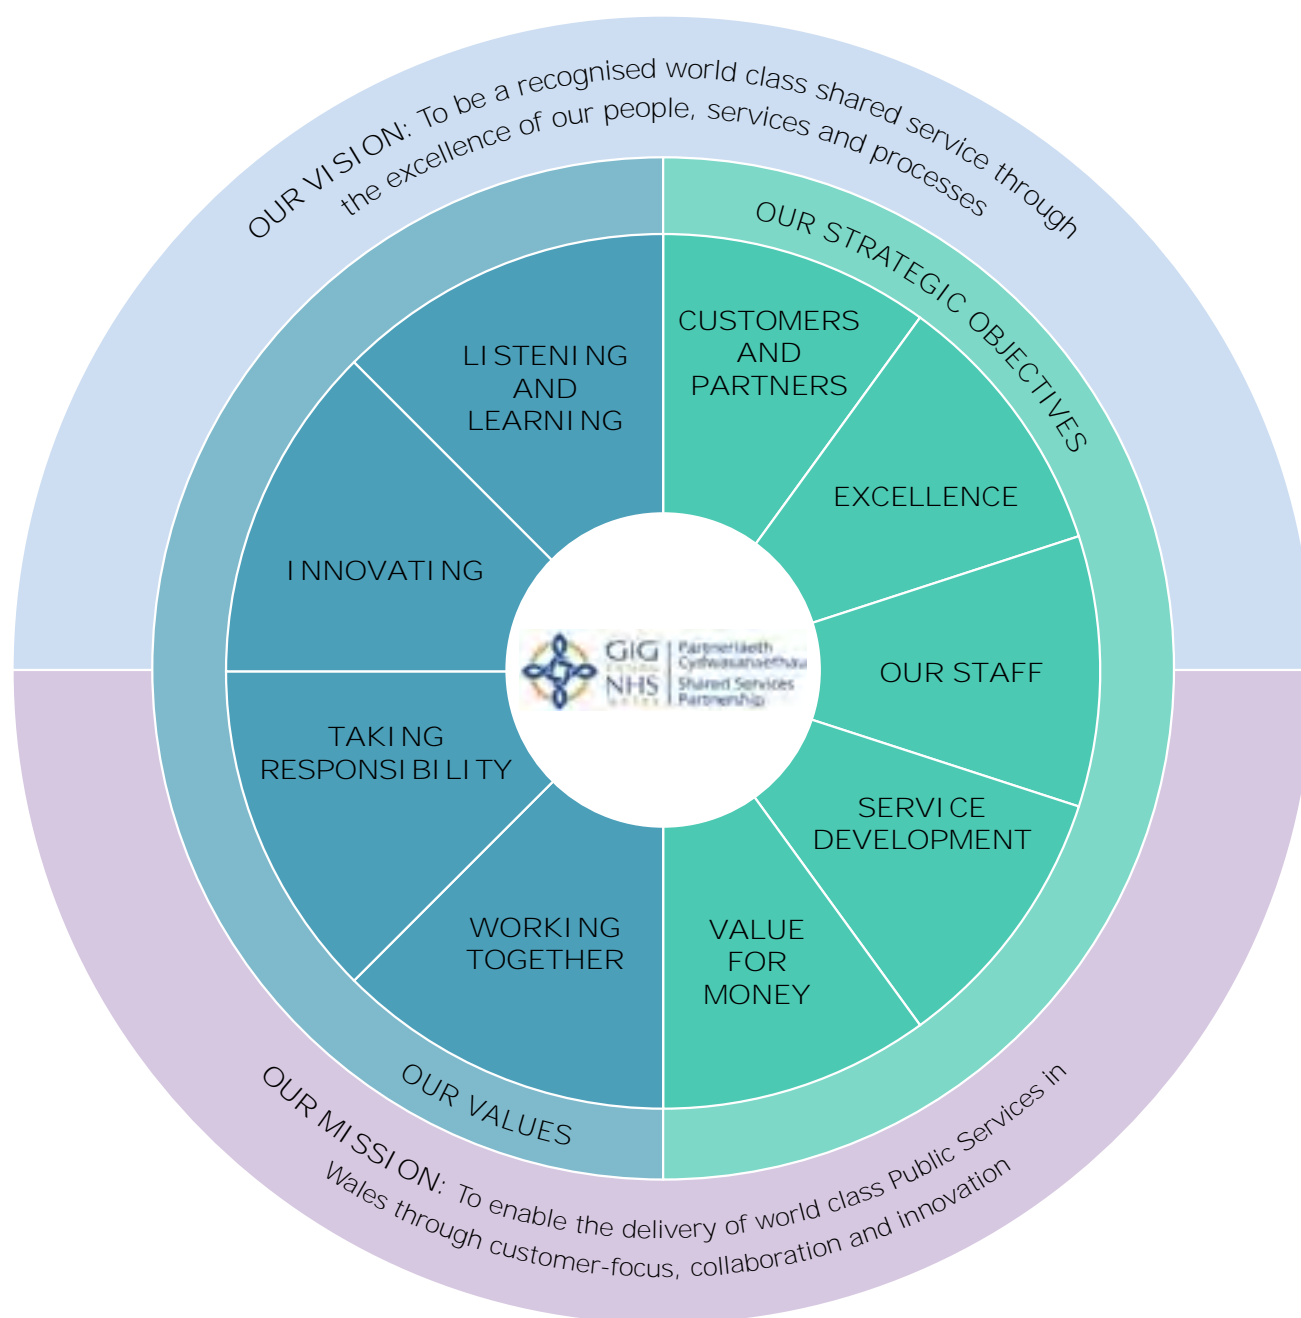 OUR VISION: To be a recognised world class shared service through
the excellence of our people, services and processes
OUR STRATEGIC OBJECTIVES
CUSTOMERS
AND
PARTNERS
EXCELLENCE
OUR STAFF
SERVICE
DEVELOPMENT
VALUE
FOR
MONEY
LISTENING
AND
LEARNING
INNOVATING
TAKING
RESPONSIBILITY
WORKING
TOGETHER
OUR VALUES
GIG
NHS
Partneriaeth
Cydwasanaethau
Shared Services
Partnership
OUR MISSION: To enable the delivery of world class Public Services in
Wales through customer-focus, collaboration and innovation